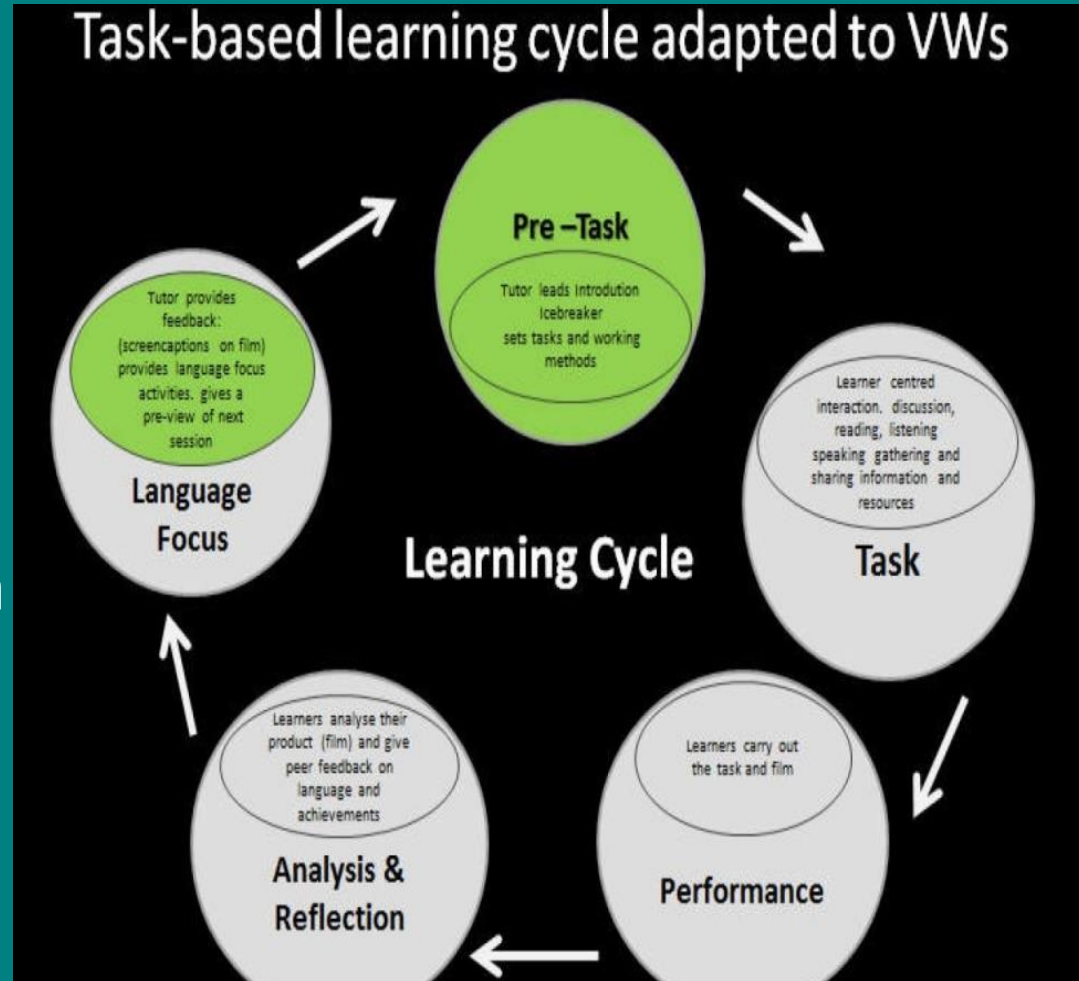 Task-based learning cycle adapted to VWs
Pre –Task
Tutor leads Introdution
Icebreaker
sets tasks and working
methods
Learner centred
interaction. discussion,
reading, listening
speaking gathering and
sharing information and
resources
Task
Learners carry out
the task and film
Performance
Learners analyse their
product (film) and give
peer feedback on
language and
achievements
Analysis &
Reflection
Tutor provides
feedback:
(screencaptions on film)
provides language focus
activities. gives a
pre-view of next
session
Language
Focus
Learning Cycle